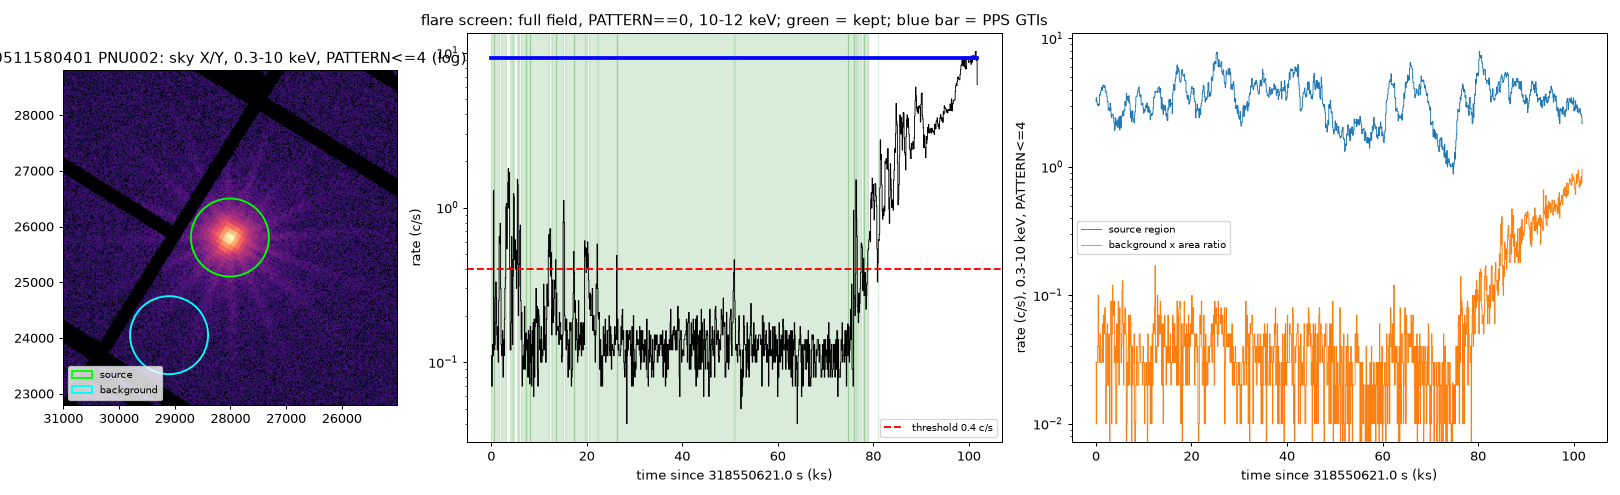 flare screen: full field, PATTERN==0, 10-12 keV; green = kept; blue bar = PPS GTIs
0511580401 PNU002: sky X/Y, 0.3-10 keV, PATTERN<=4 (log)
28000
27000
26000
25000
24000
23000
31000 30000 29000 28000 27000 26000
source
background
rate (c/s)
10¹
10⁰
10⁻¹
0 20 40 60 80 100
time since 318550621.0 s (ks)
threshold 0.4 c/s
rate (c/s), 0.3-10 keV, PATTERN<=4
10¹
10⁰
10⁻¹
10⁻²
0 20 40 60 80 100
time since 318550621.0 s (ks)
source region
background x area ratio